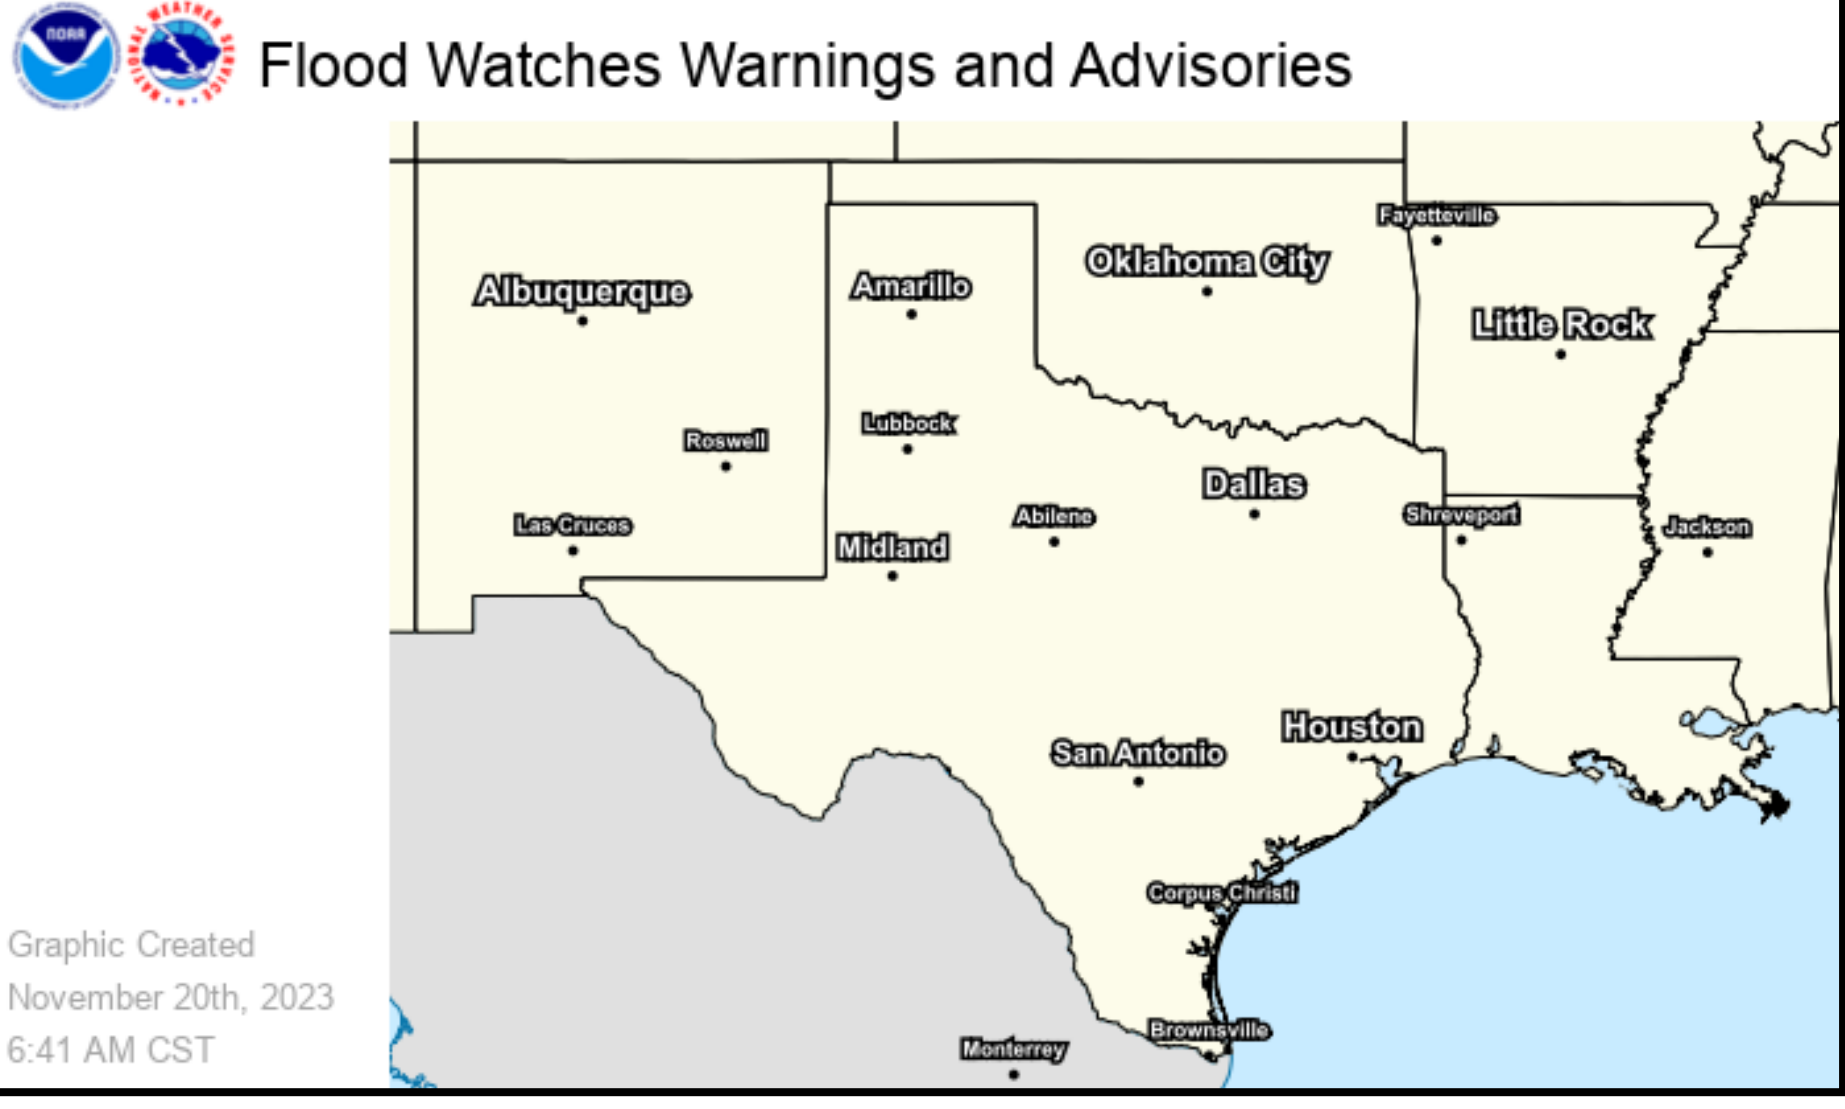 NOAA
NATIONAL WEATHER SERVICE
Flood Watches Warnings and Advisories
Fayetteville
Oklahoma City
Albuquerque
Amarillo
Little Rock
Lubbock
Roswell
Dallas
Las Cruces
Abilene
Shreveport
Jackson
Midland
Houston
San Antonio
Corpus Christi
Graphic Created
November 20th, 2023
Brownsville
6:41 AM CST
Monterrey